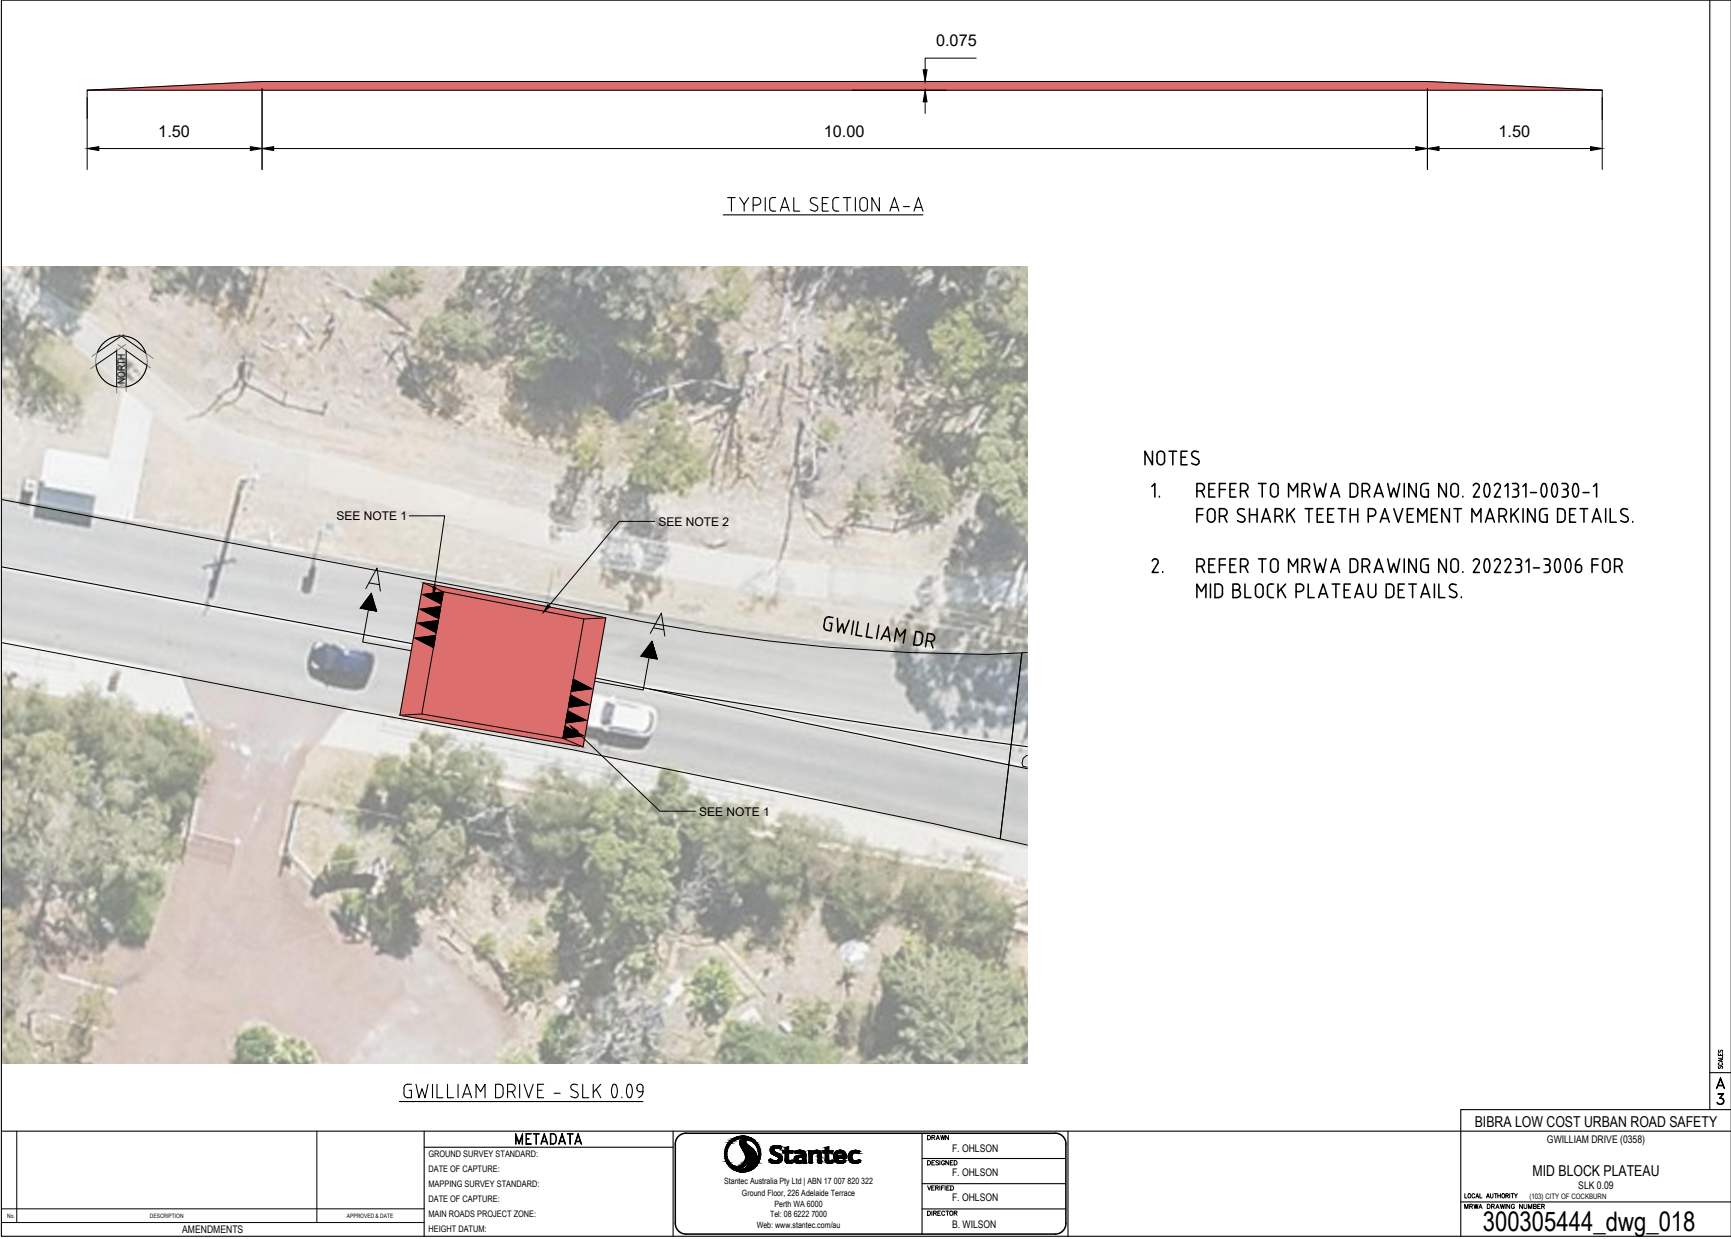 0.075
1.50
10.00
1.50
TYPICAL SECTION A-A
NORTH
SEE NOTE 1
SEE NOTE 2
A
A
GWILLIAM DR
SEE NOTE 1
GWILLIAM DRIVE - SLK 0.09
NOTES
1. REFER TO MRWA DRAWING NO. 202131-0030-1
FOR SHARK TEETH PAVEMENT MARKING DETAILS.
2. REFER TO MRWA DRAWING NO. 202231-3006 FOR
MID BLOCK PLATEAU DETAILS.
SCALES
A3
No.
DESCRIPTION
APPROVED & DATE
AMENDMENTS
METADATA
GROUND SURVEY STANDARD:
DATE OF CAPTURE:
MAPPING SURVEY STANDARD:
DATE OF CAPTURE:
MAIN ROADS PROJECT ZONE:
HEIGHT DATUM:
Stantec
Stantec Australia Pty Ltd | ABN 17 007 820 322
Ground Floor, 226 Adelaide Terrace
Perth WA 6000
Tel: 08 6222 7000
Web: www.stantec.com/au
DRAWN
F. OHLSON
DESIGNED
F. OHLSON
VERIFIED
F. OHLSON
DIRECTOR
B. WILSON
BIBRA LOW COST URBAN ROAD SAFETY
GWILLIAM DRIVE (0358)
MID BLOCK PLATEAU
SLK 0.09
LOCAL AUTHORITY (103) CITY OF COCKBURN
MRWA DRAWING NUMBER
300305444_dwg_018